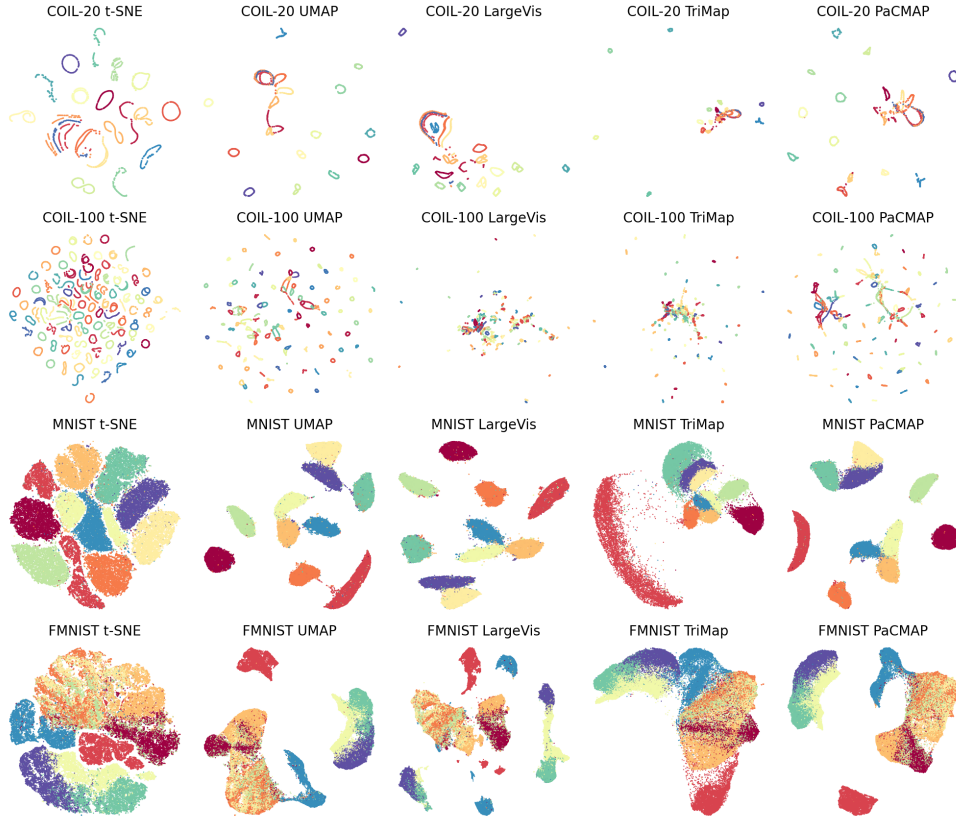 COIL-20 t-SNE
COIL-20 UMAP
COIL-20 LargeVis
COIL-20 TriMap
COIL-20 PaCMAP
COIL-100 t-SNE
COIL-100 UMAP
COIL-100 LargeVis
COIL-100 TriMap
COIL-100 PaCMAP
MNIST t-SNE
MNIST UMAP
MNIST LargeVis
MNIST TriMap
MNIST PaCMAP
FMNIST t-SNE
FMNIST UMAP
FMNIST LargeVis
FMNIST TriMap
FMNIST PaCMAP